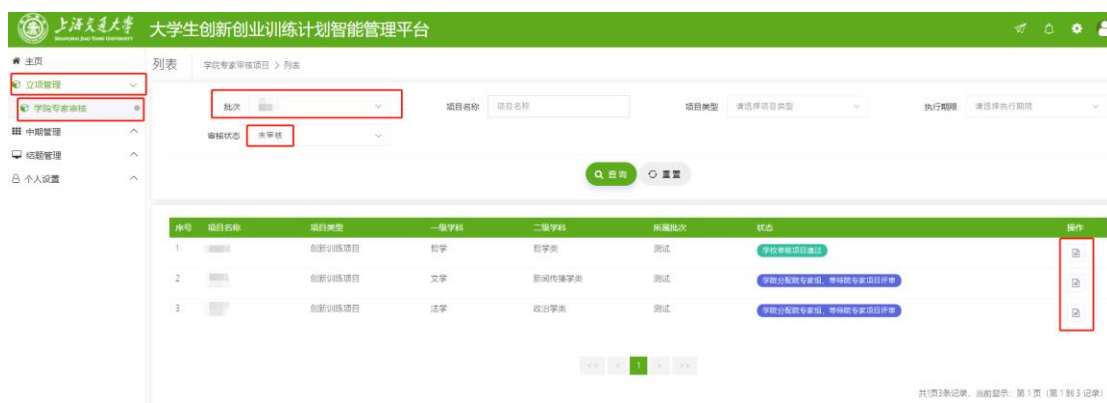 上海交通大学 大学生创新创业训练计划智能管理平台
SHANGHAI JIAO TONG UNIVERSITY
主页
立项管理
学院专家审核
中期管理
结题管理
个人设置
列表 学院专家审核项目 > 列表
批次 项目名称 项目名称 项目类型 请选择项目类型 执行期限 请选择执行期限
审核状态 未审核
查询 重置
序号 项目名称 项目类型 一级学科 二级学科 所属批次 状态 操作
1 创新训练项目 哲学 哲学类 测试 学校审核项目通过
2 创新训练项目 文学 新闻传播学类 测试 学院分配院专家组，等待院专家项目评审
3 创新训练项目 法学 政治学类 测试 学院分配院专家组，等待院专家项目评审
<< < 1 > >>
共1页3条记录，当前显示：第 1 页（第 1 到 3 记录）